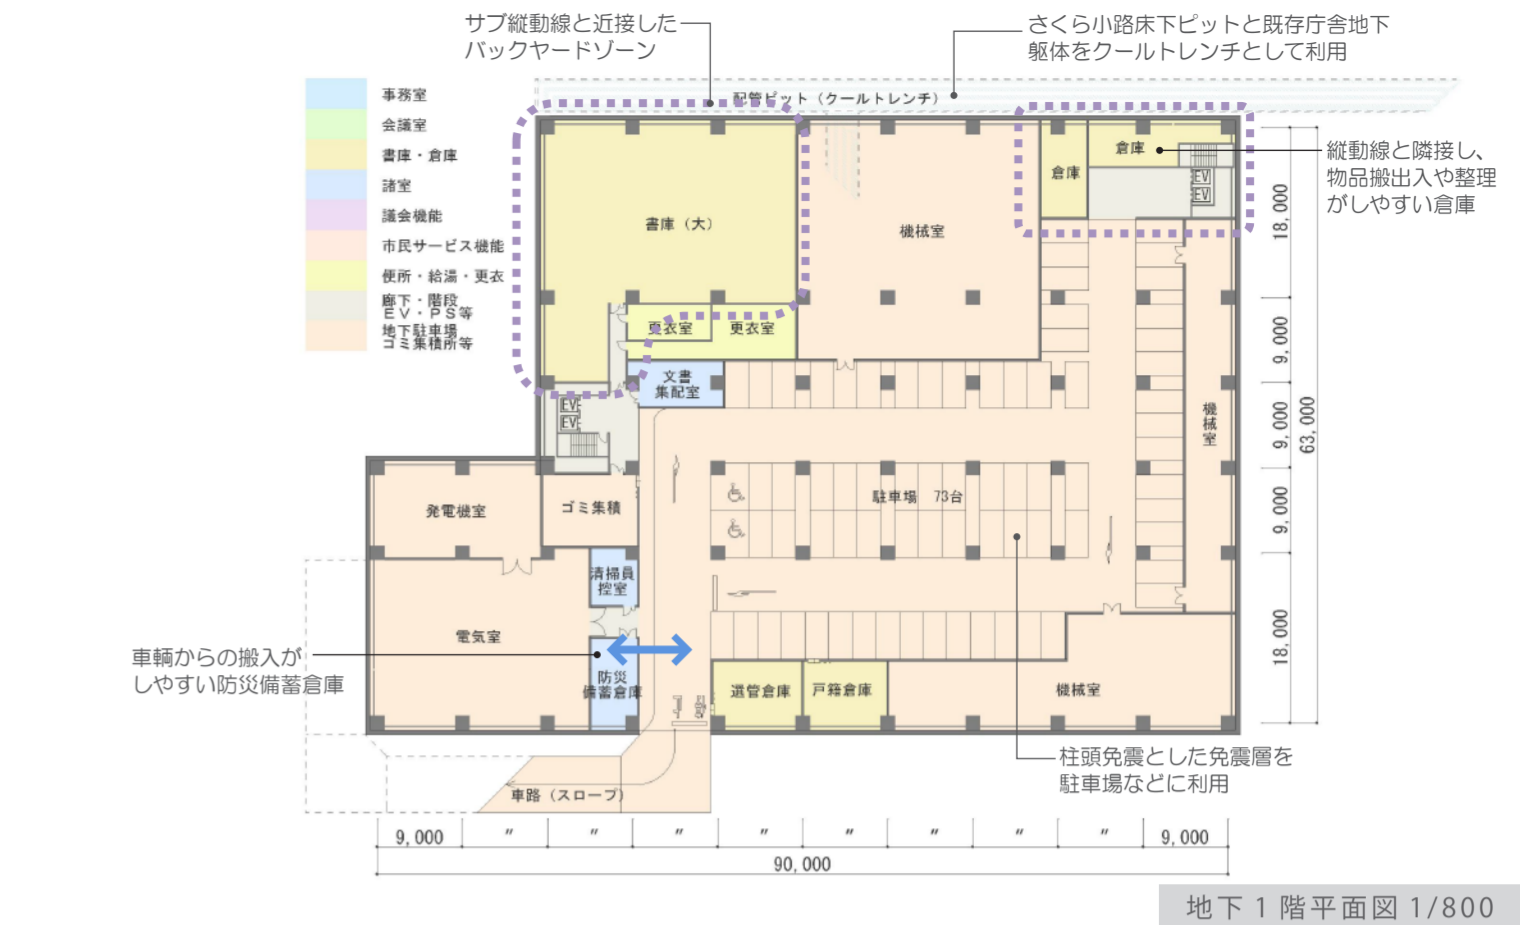 サブ縦動線と近接した
バックヤードゾーン
さくら小路床下ピットと既存庁舎地下
躯体をクールトレンチとして利用
事務室
会議室
書庫・倉庫
諸室
議会機能
市民サービス機能
便所・給湯・更衣
廊下・階段
EV・PS等
地下駐車場
ゴミ集積所等
配管ピット（クールトレンチ）
書庫（大）
機械室
倉庫
倉庫
EV
EV
縦動線と隣接し、
物品搬出入や整理
がしやすい倉庫
更衣室
更衣室
文書
集配室
EV
EV
機械室
発電機室
ゴミ集積
駐車場 73台
清掃員
控室
電気室
防災
備蓄倉庫
車輌からの搬入が
しやすい防災備蓄倉庫
選管倉庫
戸籍倉庫
機械室
車路（スロープ）
柱頭免震とした免震層を
駐車場などに利用
18,000
9,000
9,000
9,000
18,000
63,000
9,000 〃 〃 〃 〃 〃 〃 〃 〃 9,000
90,000
地下1階平面図 1/800